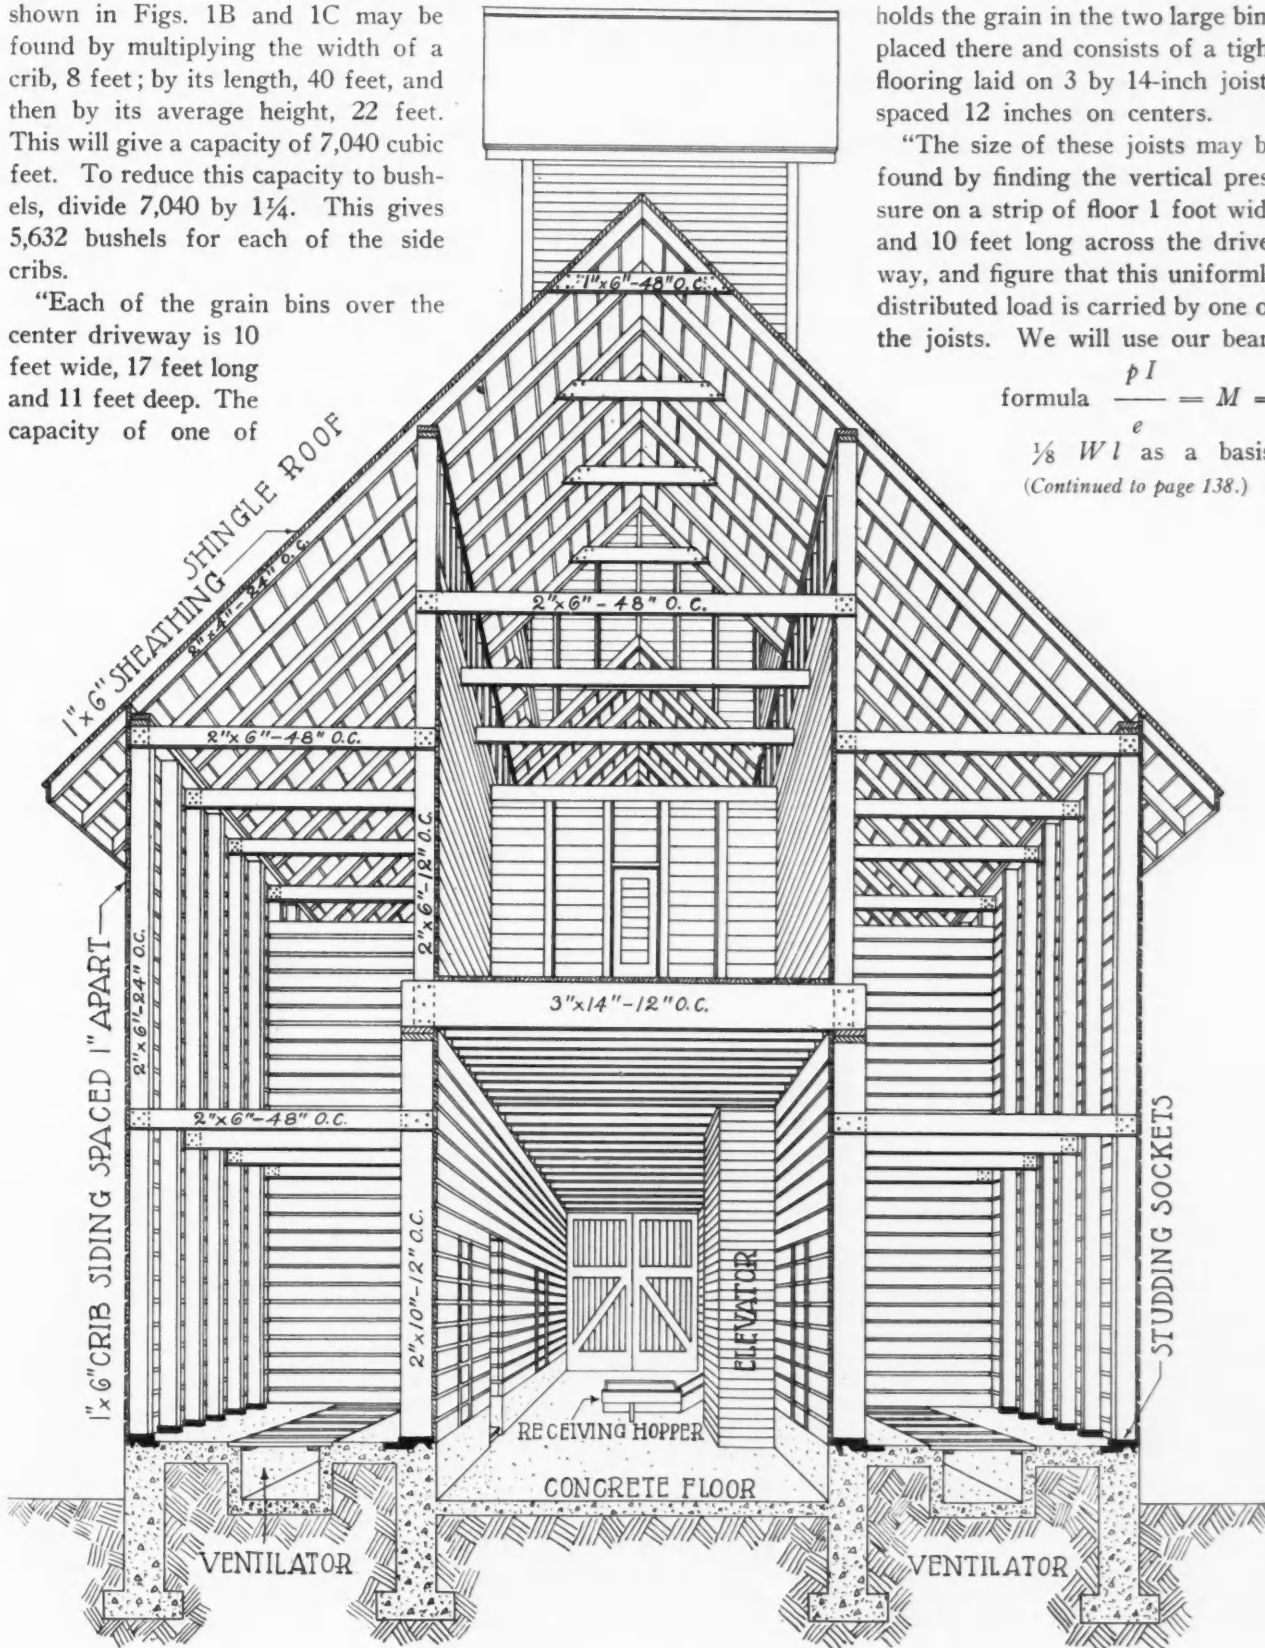 shown in Figs. 1B and 1C may be
found by multiplying the width of a
crib, 8 feet; by its length, 40 feet, and
then by its average height, 22 feet.
This will give a capacity of 7,040 cubic
feet. To reduce this capacity to bush-
els, divide 7,040 by 1¼. This gives
5,632 bushels for each of the side
cribs.
"Each of the grain bins over the
center driveway is 10
feet wide, 17 feet long
and 11 feet deep. The
capacity of one of
holds the grain in the two large bin
placed there and consists of a tigh
flooring laid on 3 by 14-inch joist
spaced 12 inches on centers.
"The size of these joists may b
found by finding the vertical pres
sure on a strip of floor 1 foot wid
and 10 feet long across the drive
way, and figure that this uniforml
distributed load is carried by one o
the joists. We will use our bear
p I
formula —— = M =
e
⅛ W l as a basis
(Continued to page 138.)
1"x6"-48"O.C.
SHINGLE ROOF
1"x6" SHEATHING
2"x4"-24" O.C.
2"x6"-48" O.C.
2"x6"-48" O.C.
2"x6"-12" O.C.
1"x6" CRIB SIDING SPACED 1" APART
2"x6"-24" O.C.
3"x14"-12" O.C.
2"x6"-48" O.C.
2"x10"-12" O.C.
ELEVATOR
STUDDING SOCKETS
RECEIVING HOPPER
CONCRETE FLOOR
VENTILATOR
VENTILATOR